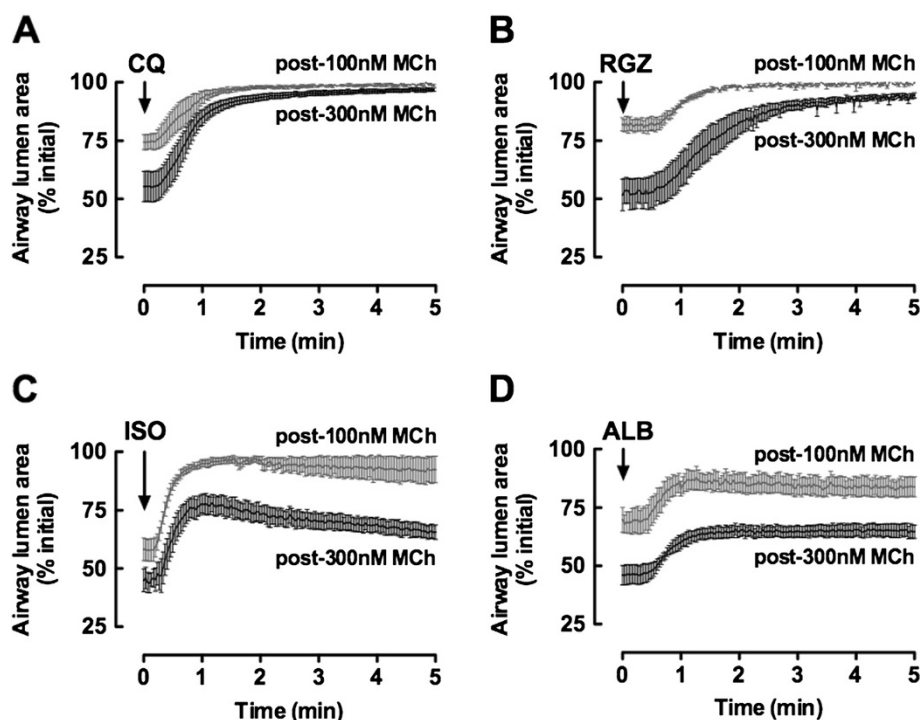 A
CQ
post-100nM MCh
post-300nM MCh
Airway lumen area
(% initial)
100
75
50
25
0 1 2 3 4 5
Time (min)
B
RGZ
post-100nM MCh
post-300nM MCh
Airway lumen area
(% initial)
100
75
50
25
0 1 2 3 4 5
Time (min)
C
ISO
post-100nM MCh
post-300nM MCh
Airway lumen area
(% initial)
100
75
50
25
0 1 2 3 4 5
Time (min)
D
ALB
post-100nM MCh
post-300nM MCh
Airway lumen area
(% initial)
100
75
50
25
0 1 2 3 4 5
Time (min)